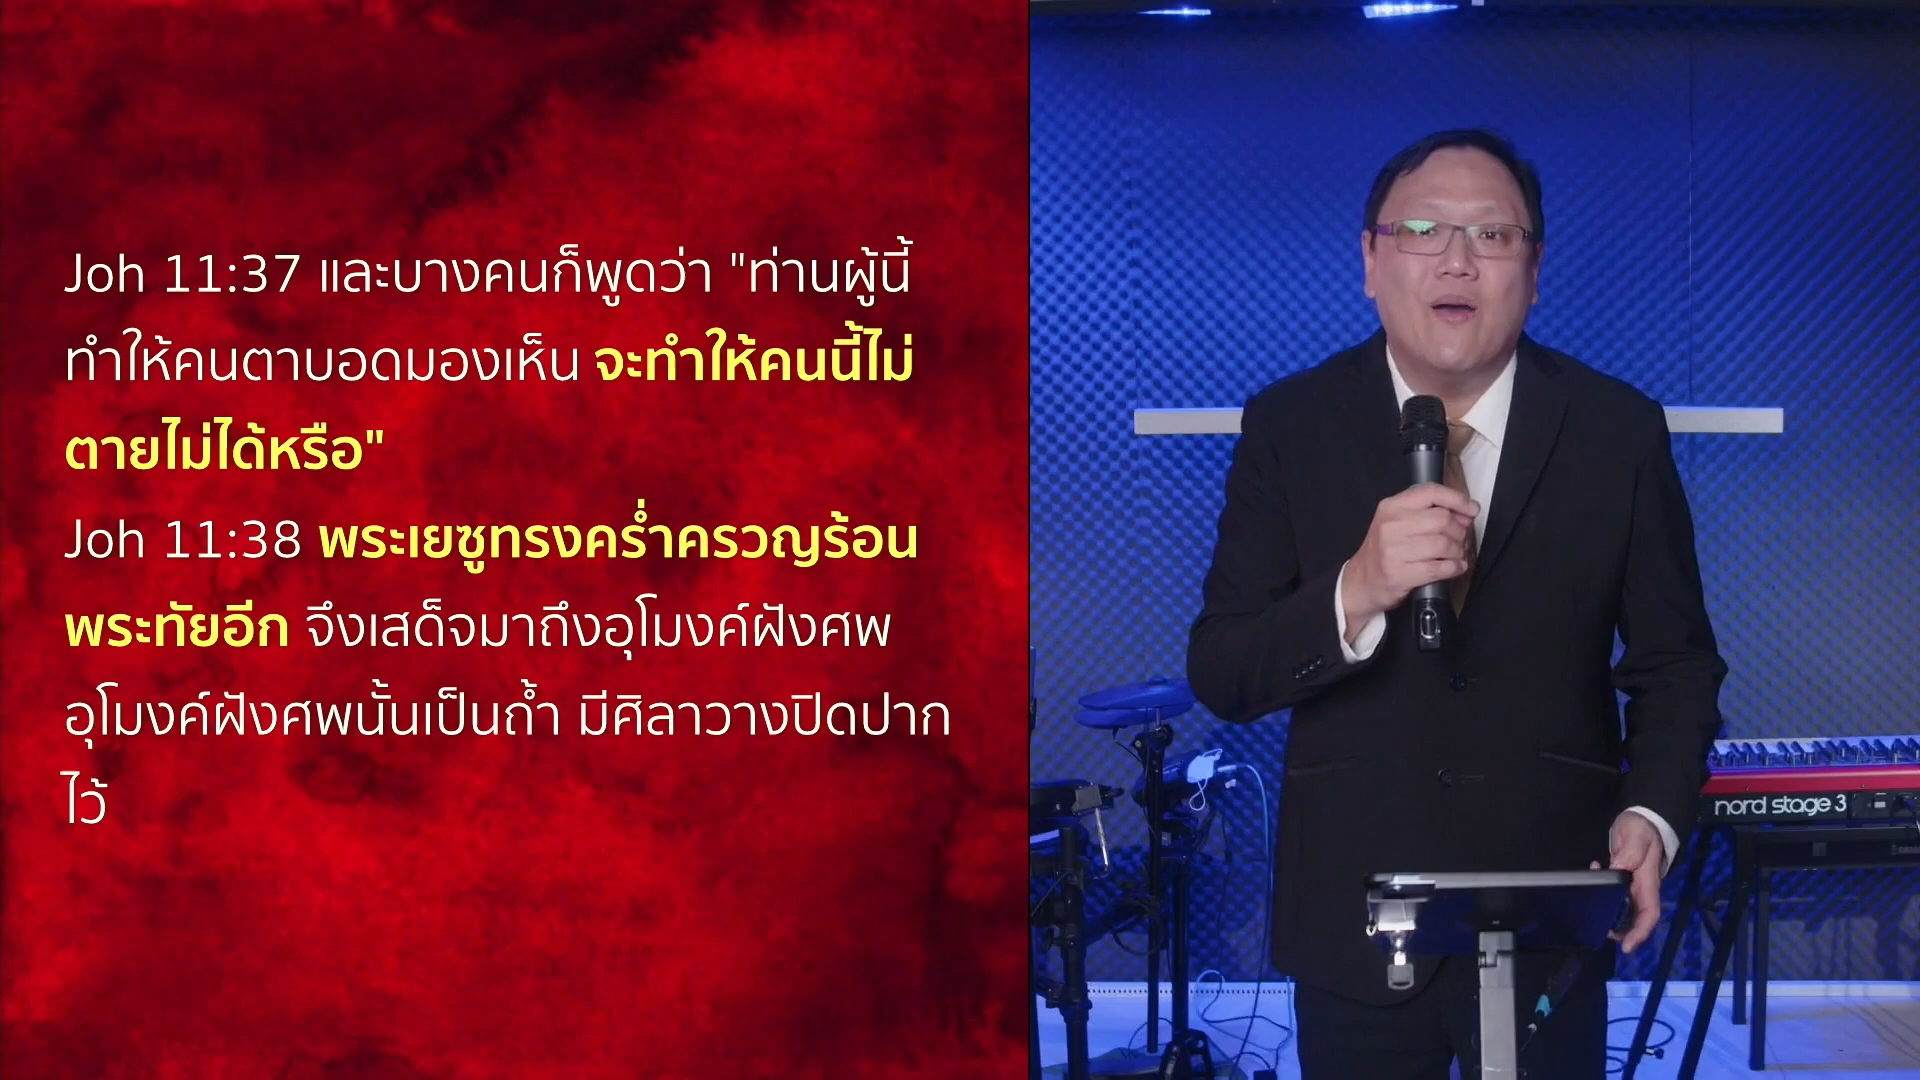 Joh 11:37 และบางคนก็พูดว่า "ท่านผู้นี้
ทำให้คนตาบอดมองเห็น จะทำให้คนนี้ไม่
ตายไม่ได้หรือ"
Joh 11:38 พระเยซูทรงคร่ำครวญร้อน
พระทัยอีก จึงเสด็จมาถึงอุโมงค์ฝังศพ
อุโมงค์ฝังศพนั้นเป็นถ้ำ มีศิลาวางปิดปาก
ไว้
nord stage 3